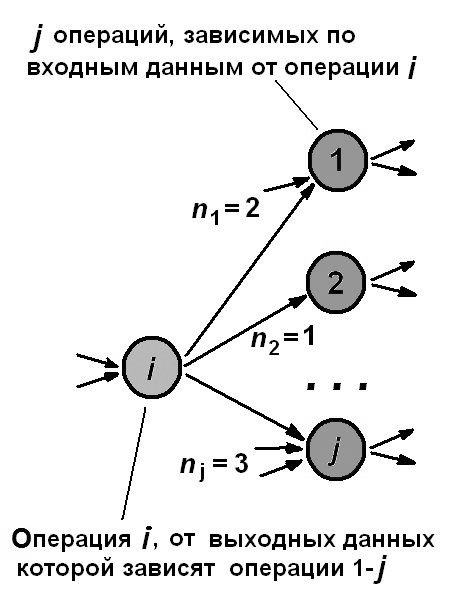 j операций, зависимых по
входным данным от операции i
1
n1 = 2
2
n2 = 1
i
. . .
j
nj = 3
Операция i, от выходных данных
которой зависят операции 1-j